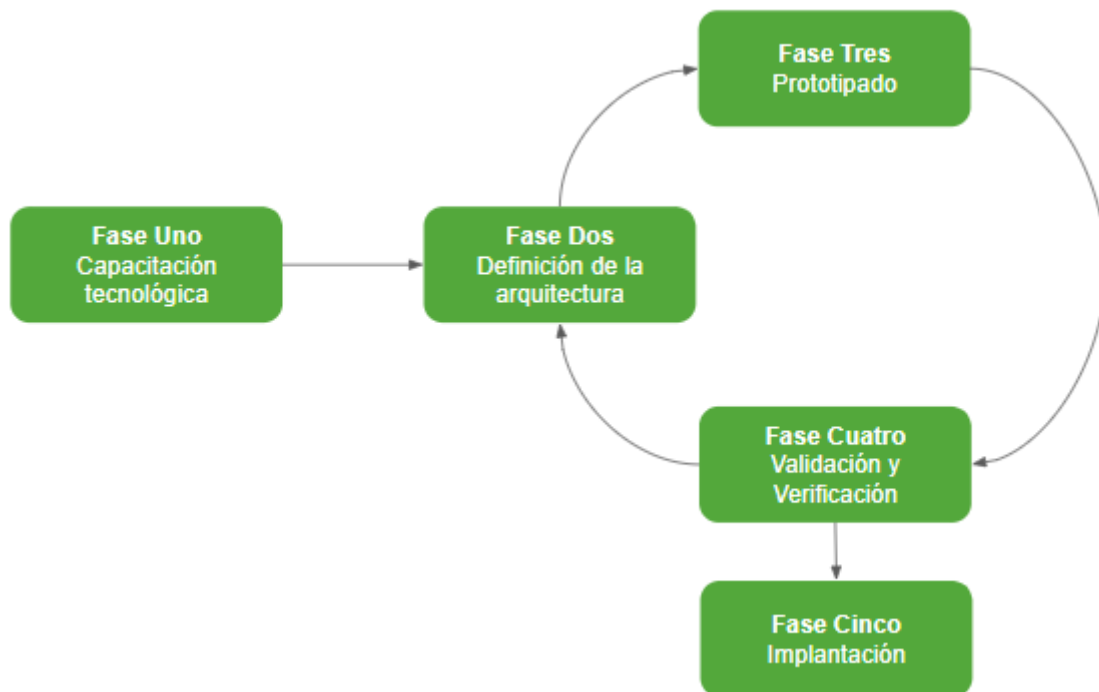 Fase Tres
Prototipado
Fase Uno
Capacitación
tecnológica
Fase Dos
Definición de la
arquitectura
Fase Cuatro
Validación y
Verificación
Fase Cinco
Implantación